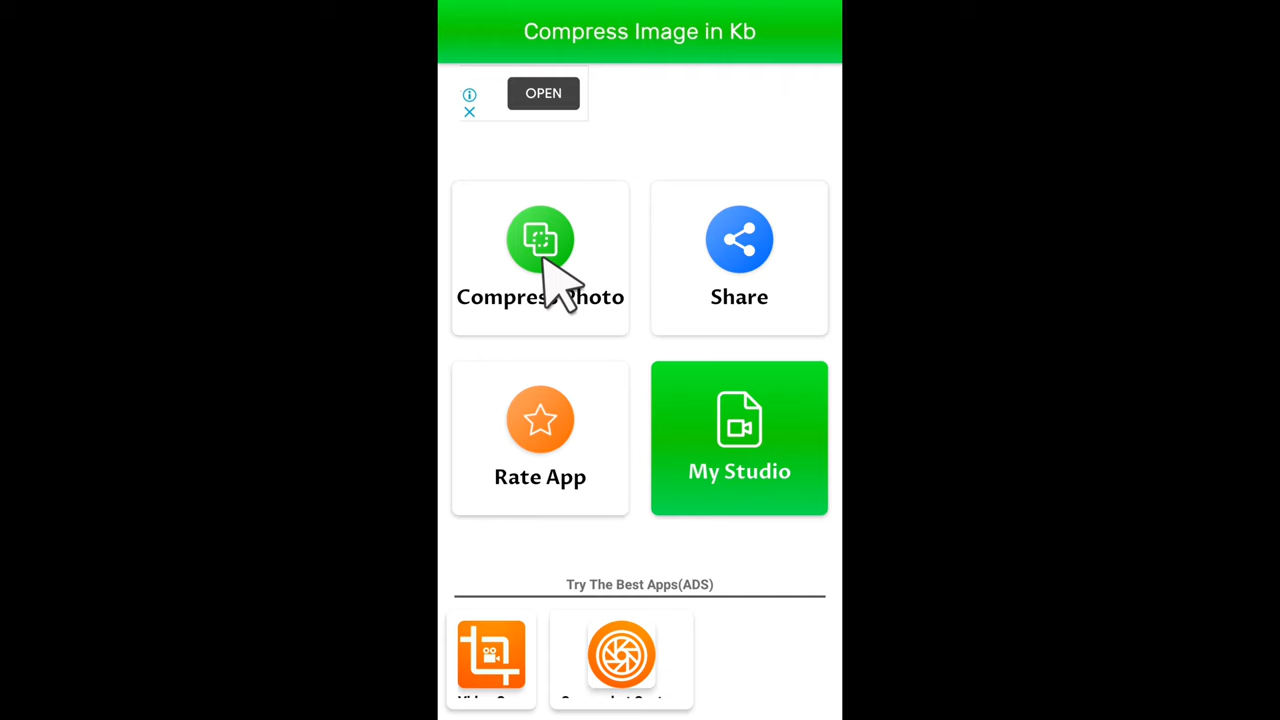 Compress Image in Kb
OPEN
Compress Photo
Share
Rate App
My Studio
Try The Best Apps(ADS)